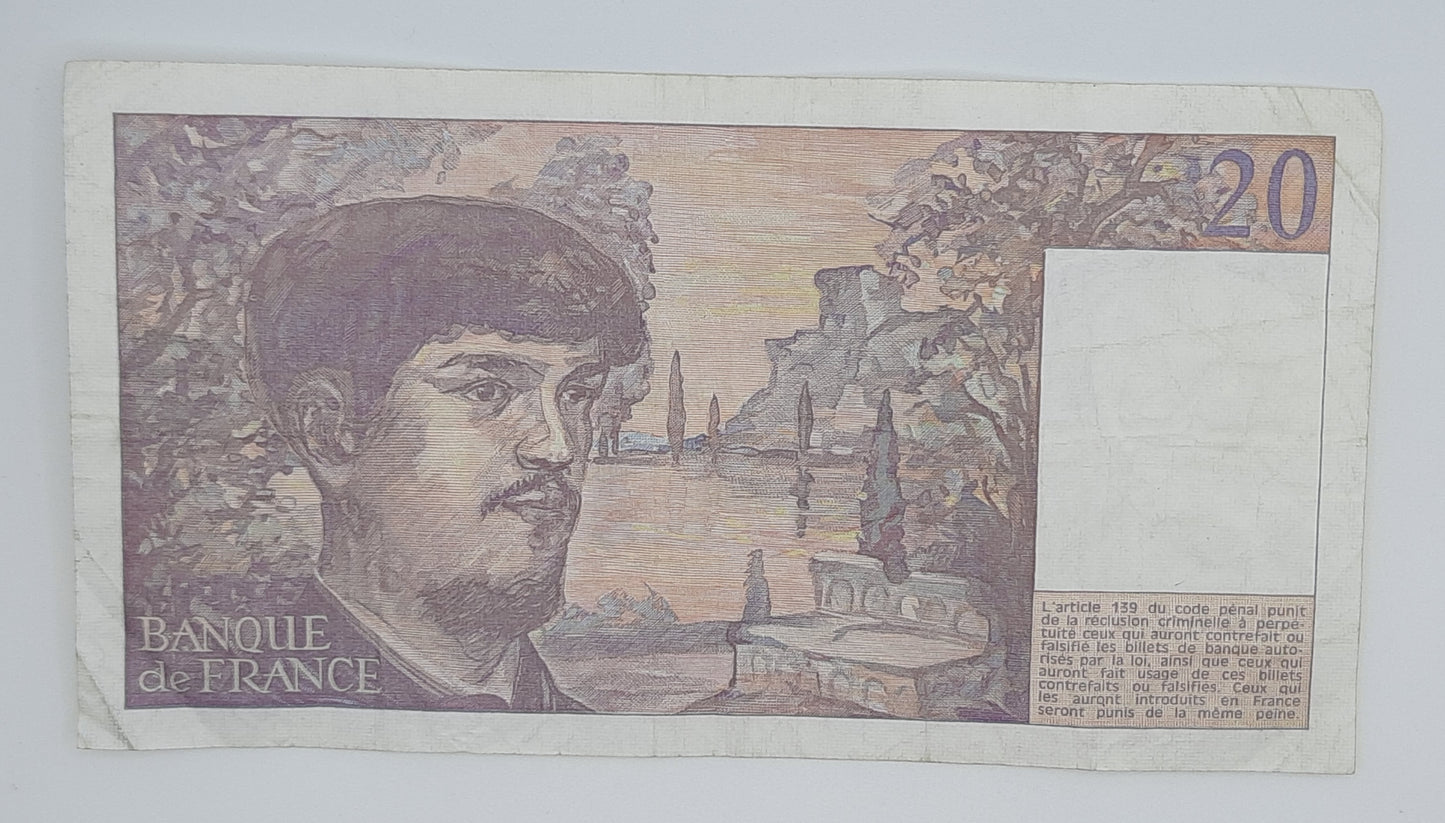 20
BANQUE
de FRANCE
L'article 139 du code pénal punit
de la réclusion criminelle à perpé-
tuité ceux qui auront contrefait ou
falsifié les billets de banque auto-
risés par la loi, ainsi que ceux qui
auront fait usage de ces billets
contrefaits ou falsifiés. Ceux qui
les auront introduits en France
seront punis de la même peine.